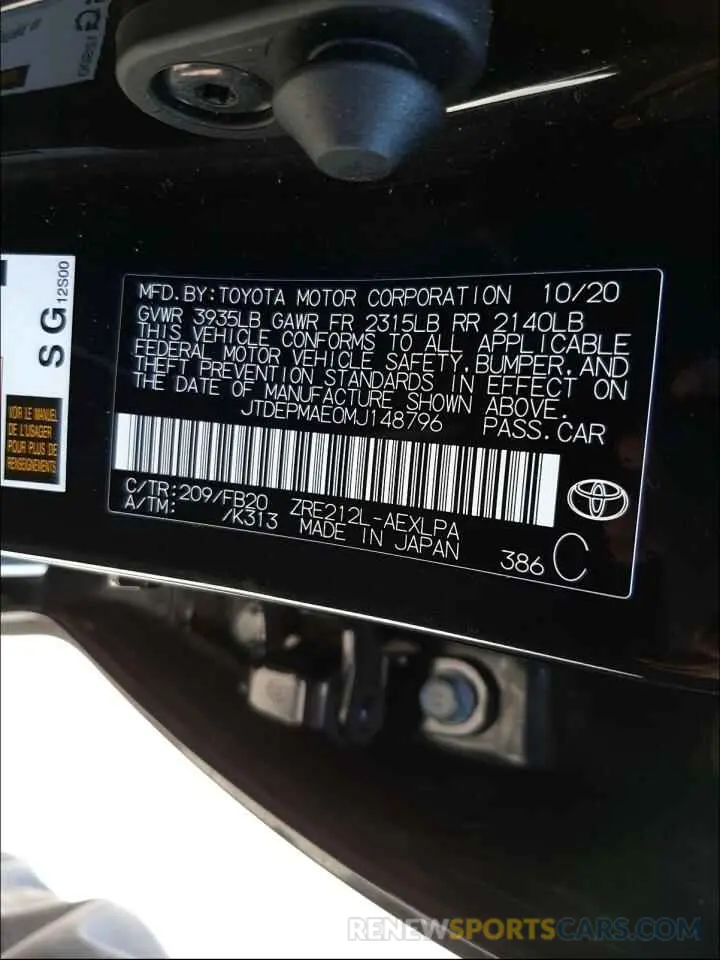 SG 12S00
VOIR LE MANUEL
DE L'USAGER
POUR PLUS DE
RENSEIGNEMENTS
MFD.BY:TOYOTA MOTOR CORPORATION 10/20
GVWR 3935LB GAWR FR 2315LB RR 2140LB
THIS VEHICLE CONFORMS TO ALL APPLICABLE
FEDERAL MOTOR VEHICLE SAFETY,BUMPER,AND
THEFT PREVENTION STANDARDS IN EFFECT ON
THE DATE OF MANUFACTURE SHOWN ABOVE.
JTDEPMAE0MJ148796 PASS.CAR
C/TR:209/FB20 ZRE212L-AEXLPA
A/TM: /K313 MADE IN JAPAN 386 C
RENEWSPORTSCARS.COM